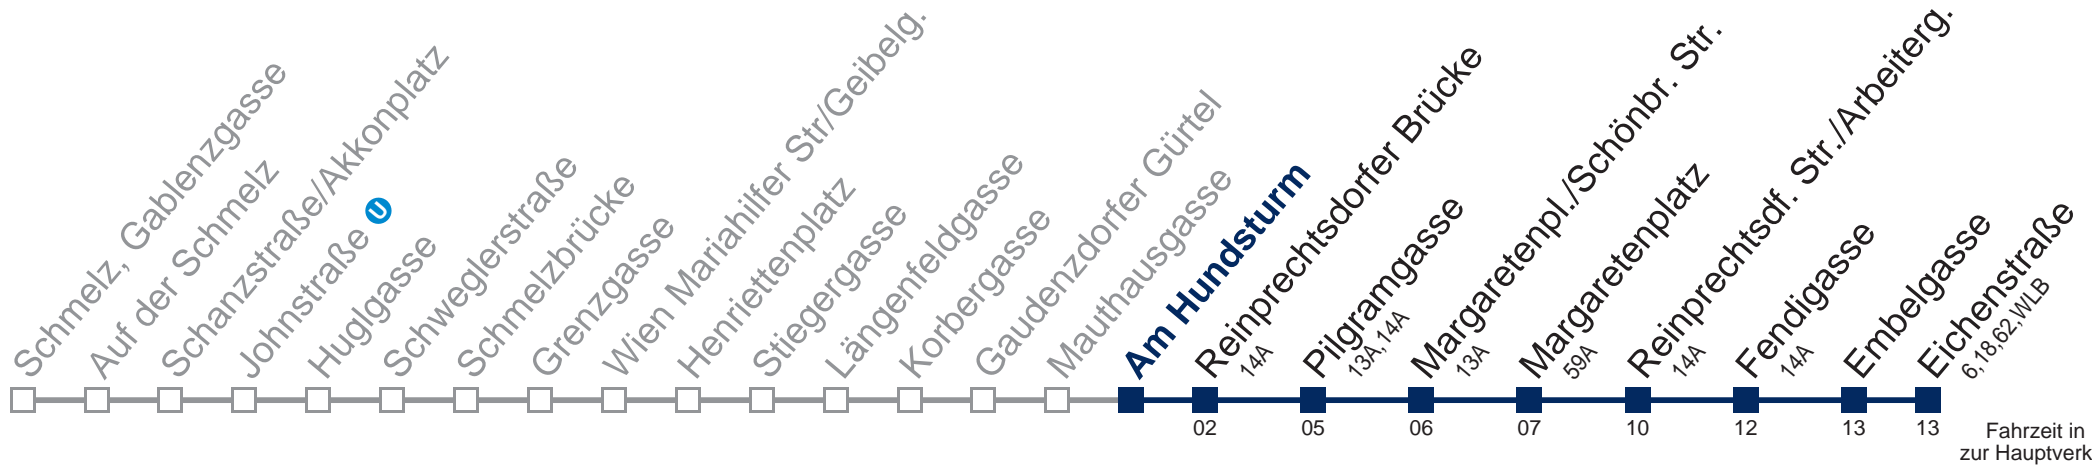 Schmelz, Gablenzgasse
Auf der Schmelz
Schanzstraße/Akkonplatz
Johnstraße U
Huglgasse
Schweglerstraße
Schmelzbrücke
Grenzgasse
Wien Mariahilfer Str/Geibelg.
Henriettenplatz
Stiegergasse
Längenfeldgasse
Korbergasse
Gaudenzdorfer Gürtel
Mauthausgasse
Am Hundsturm
Reinprechtsdorfer Brücke
14A
Pilgramgasse
13A, 14A
Margaretenpl./Schönbr. Str.
13A
Margaretenplatz
59A
Reinprechtsdf. Str./Arbeiterg.
14A
Fendigasse
14A
Embelgasse
Eichenstraße
6, 18, 62, WLB
02 05 06 07 10 12 13 13
Fahrzeit in
zur Hauptverk